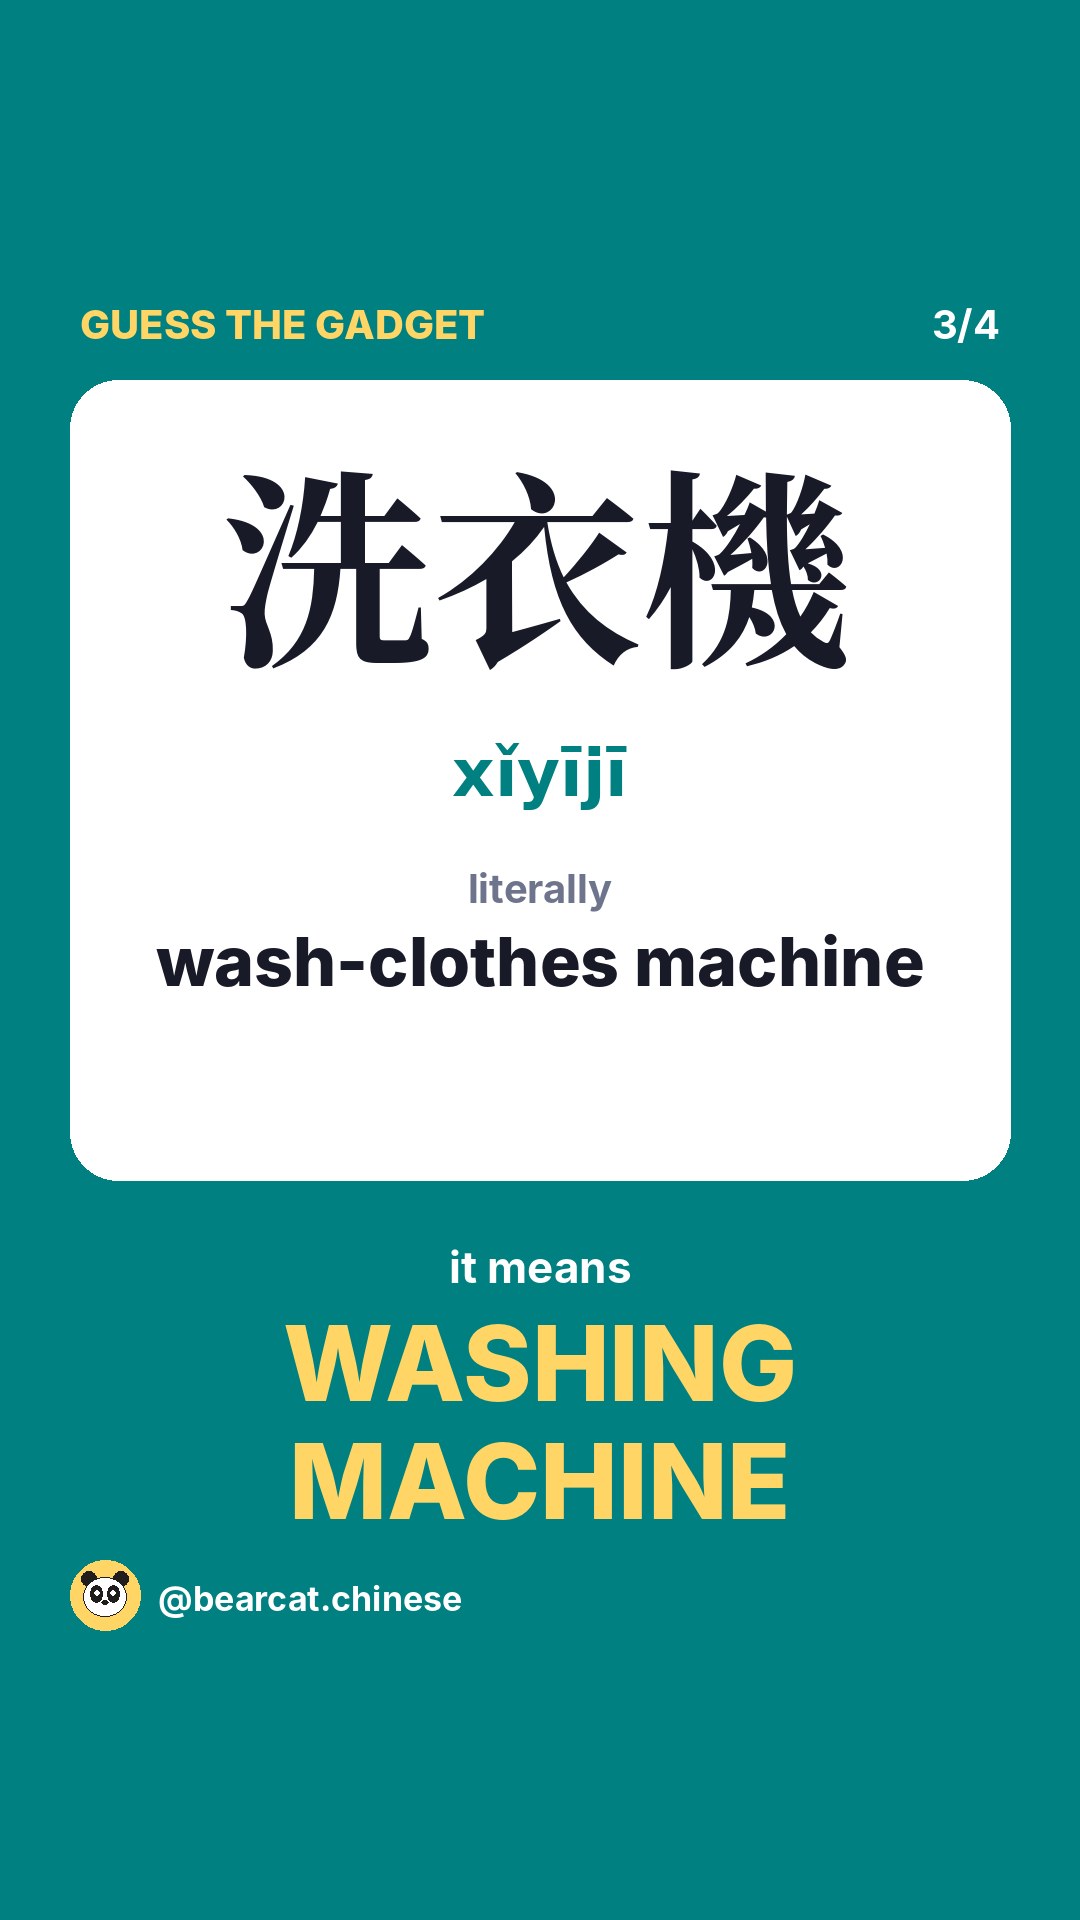 GUESS THE GADGET 3/4
洗衣機
xǐyījī
literally
wash-clothes machine
it means
WASHING
MACHINE
@bearcat.chinese